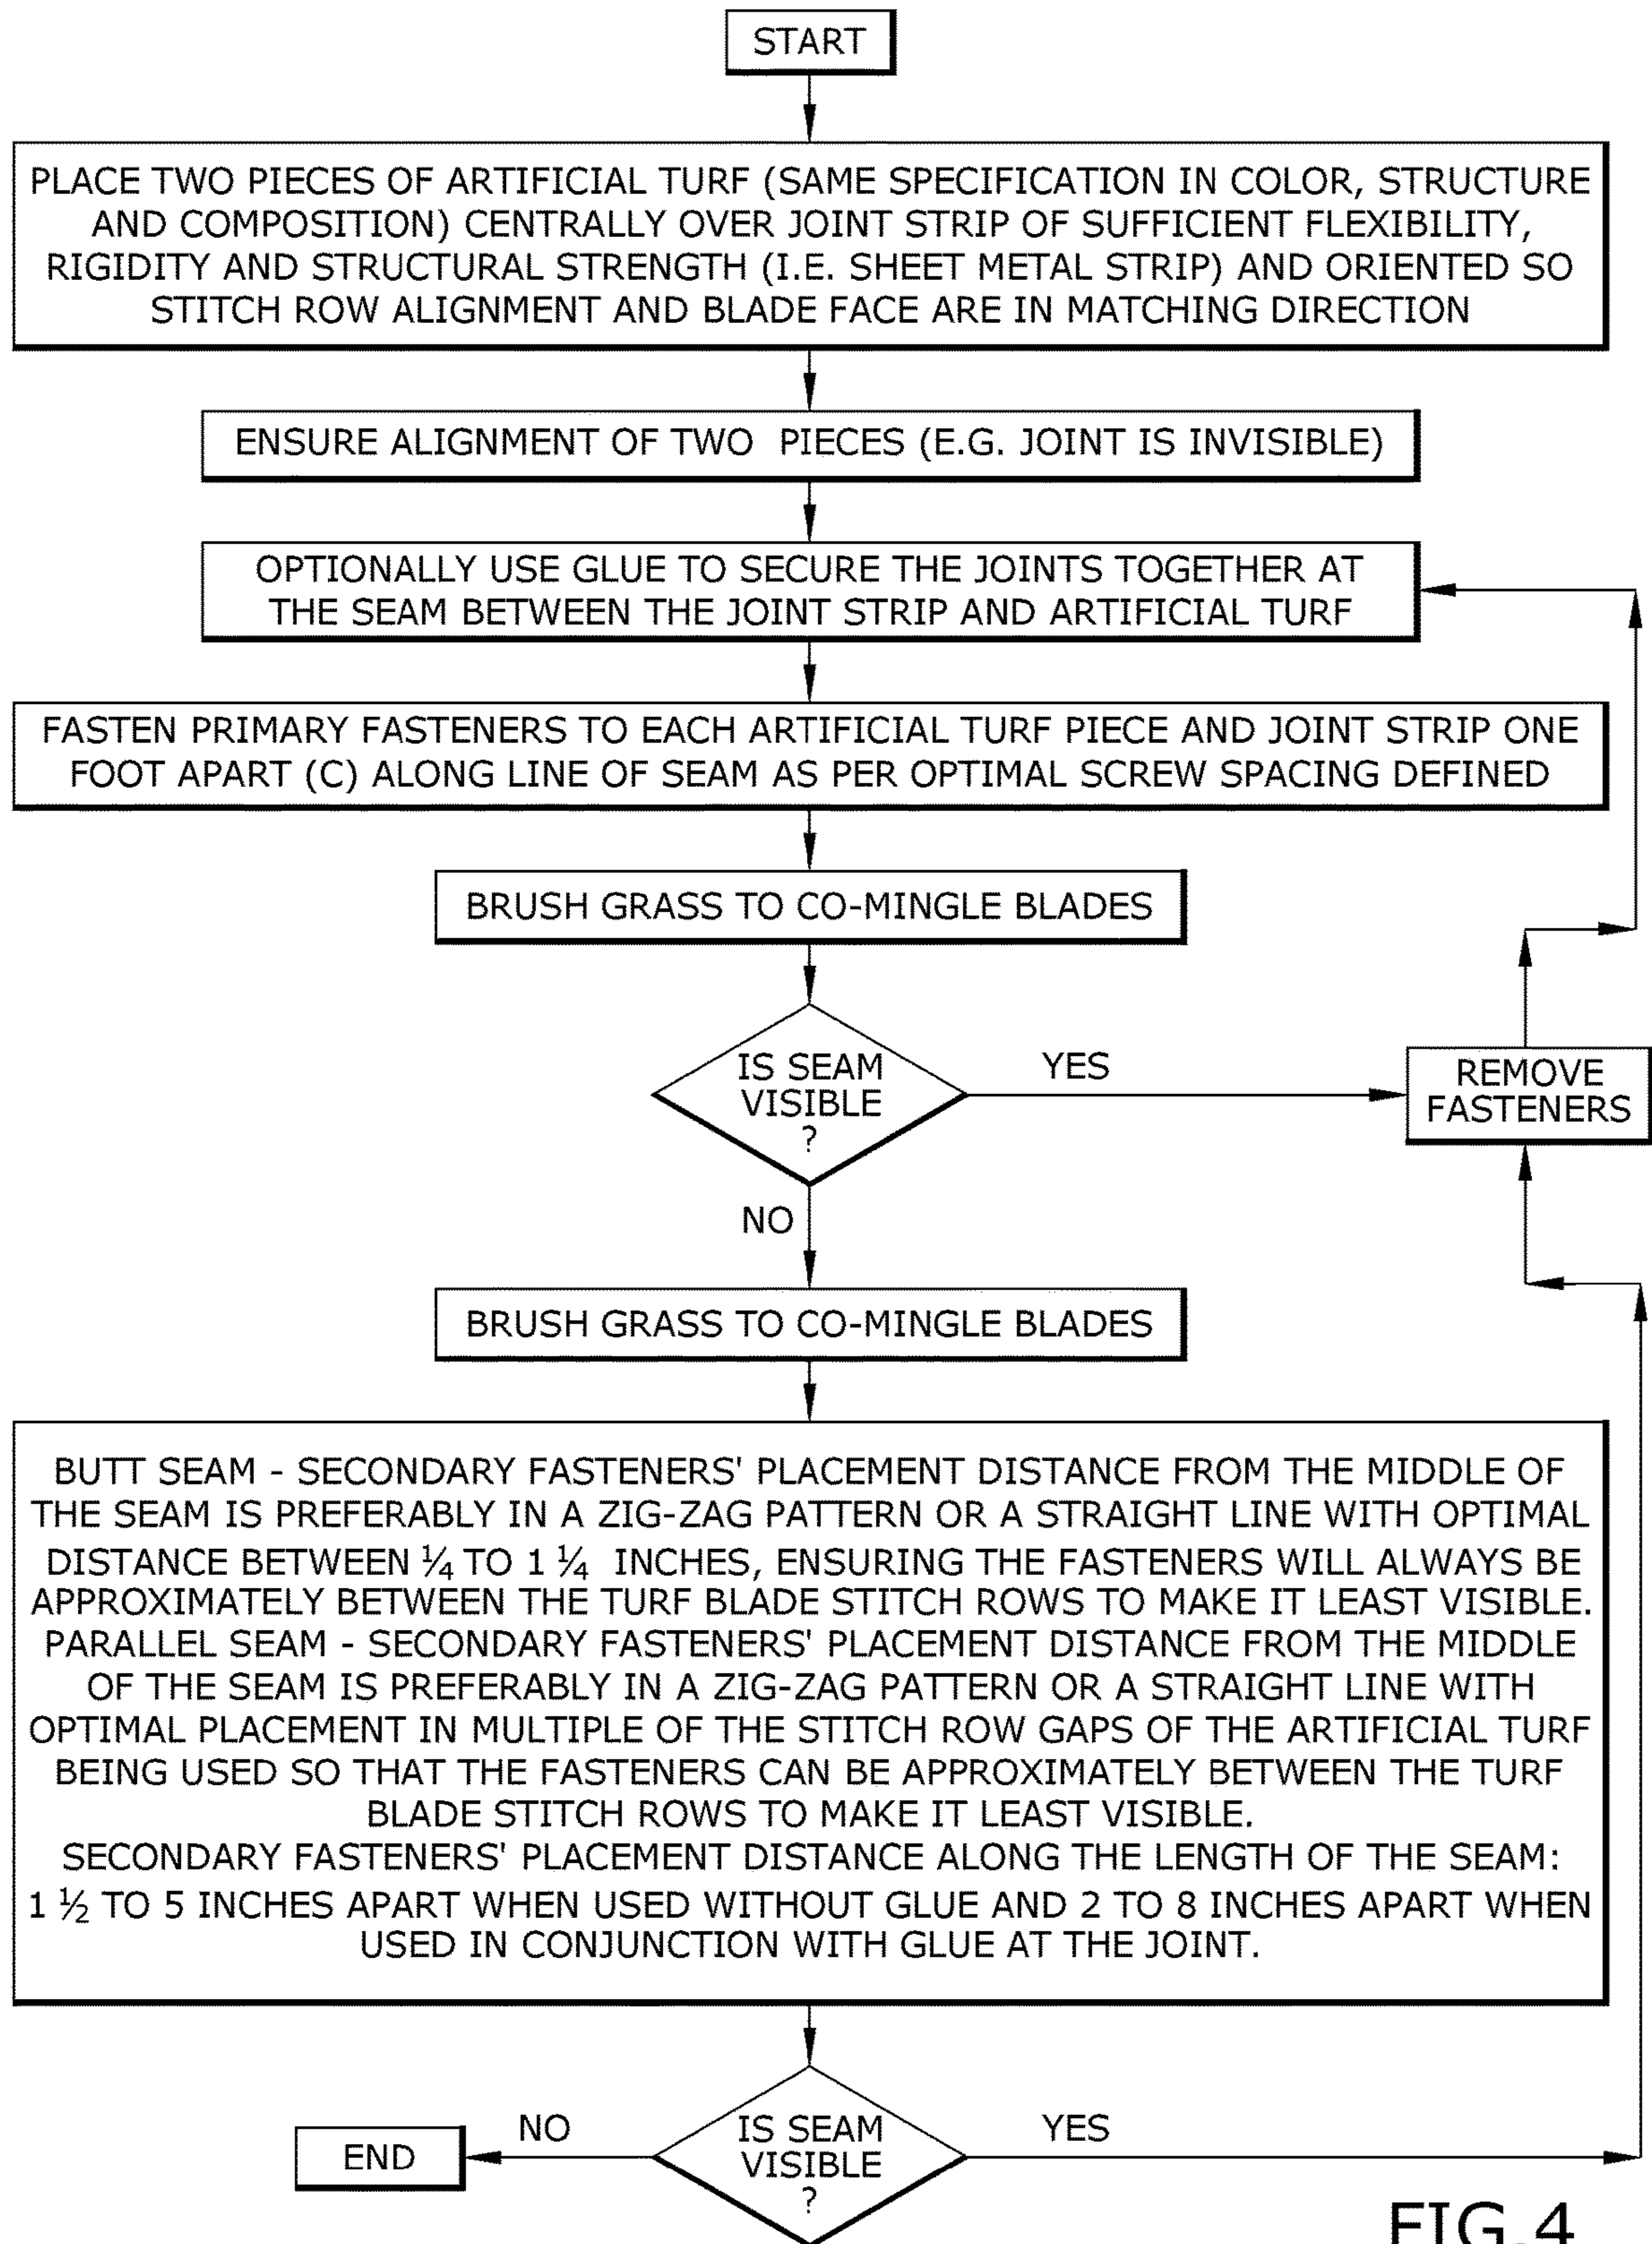 START
PLACE TWO PIECES OF ARTIFICIAL TURF (SAME SPECIFICATION IN COLOR, STRUCTURE
AND COMPOSITION) CENTRALLY OVER JOINT STRIP OF SUFFICIENT FLEXIBILITY,
RIGIDITY AND STRUCTURAL STRENGTH (I.E. SHEET METAL STRIP) AND ORIENTED SO
STITCH ROW ALIGNMENT AND BLADE FACE ARE IN MATCHING DIRECTION
ENSURE ALIGNMENT OF TWO PIECES (E.G. JOINT IS INVISIBLE)
OPTIONALLY USE GLUE TO SECURE THE JOINTS TOGETHER AT
THE SEAM BETWEEN THE JOINT STRIP AND ARTIFICIAL TURF
FASTEN PRIMARY FASTENERS TO EACH ARTIFICIAL TURF PIECE AND JOINT STRIP ONE
FOOT APART (C) ALONG LINE OF SEAM AS PER OPTIMAL SCREW SPACING DEFINED
BRUSH GRASS TO CO-MINGLE BLADES
IS SEAM
VISIBLE
?
YES
REMOVE
FASTENERS
NO
BRUSH GRASS TO CO-MINGLE BLADES
BUTT SEAM - SECONDARY FASTENERS' PLACEMENT DISTANCE FROM THE MIDDLE OF
THE SEAM IS PREFERABLY IN A ZIG-ZAG PATTERN OR A STRAIGHT LINE WITH OPTIMAL
DISTANCE BETWEEN ¼ TO 1 ¼ INCHES, ENSURING THE FASTENERS WILL ALWAYS BE
APPROXIMATELY BETWEEN THE TURF BLADE STITCH ROWS TO MAKE IT LEAST VISIBLE.
PARALLEL SEAM - SECONDARY FASTENERS' PLACEMENT DISTANCE FROM THE MIDDLE
OF THE SEAM IS PREFERABLY IN A ZIG-ZAG PATTERN OR A STRAIGHT LINE WITH
OPTIMAL PLACEMENT IN MULTIPLE OF THE STITCH ROW GAPS OF THE ARTIFICIAL TURF
BEING USED SO THAT THE FASTENERS CAN BE APPROXIMATELY BETWEEN THE TURF
BLADE STITCH ROWS TO MAKE IT LEAST VISIBLE.
SECONDARY FASTENERS' PLACEMENT DISTANCE ALONG THE LENGTH OF THE SEAM:
1 ½ TO 5 INCHES APART WHEN USED WITHOUT GLUE AND 2 TO 8 INCHES APART WHEN
USED IN CONJUNCTION WITH GLUE AT THE JOINT.
IS SEAM
VISIBLE
?
NO
END
YES
FIG.4